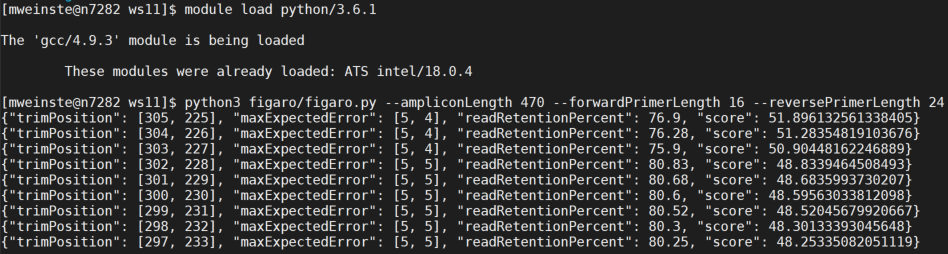 [mweinste@n7282 ws11]$ module load python/3.6.1
The 'gcc/4.9.3' module is being loaded
These modules were already loaded: ATS intel/18.0.4
[mweinste@n7282 ws11]$ python3 figaro/figaro.py --ampliconLength 470 --forwardPrimerLength 16 --reversePrimerLength 24
{"trimPosition": [305, 225], "maxExpectedError": [5, 4], "readRetentionPercent": 76.9, "score": 51.896132561338405}
{"trimPosition": [304, 226], "maxExpectedError": [5, 4], "readRetentionPercent": 76.28, "score": 51.28354819103676}
{"trimPosition": [303, 227], "maxExpectedError": [5, 4], "readRetentionPercent": 75.9, "score": 50.90448162246889}
{"trimPosition": [302, 228], "maxExpectedError": [5, 5], "readRetentionPercent": 80.83, "score": 48.8339464508493}
{"trimPosition": [301, 229], "maxExpectedError": [5, 5], "readRetentionPercent": 80.68, "score": 48.6835993730207}
{"trimPosition": [300, 230], "maxExpectedError": [5, 5], "readRetentionPercent": 80.6, "score": 48.59563033812098}
{"trimPosition": [299, 231], "maxExpectedError": [5, 5], "readRetentionPercent": 80.52, "score": 48.52045679920667}
{"trimPosition": [298, 232], "maxExpectedError": [5, 5], "readRetentionPercent": 80.3, "score": 48.30133393045648}
{"trimPosition": [297, 233], "maxExpectedError": [5, 5], "readRetentionPercent": 80.25, "score": 48.25335082051119}